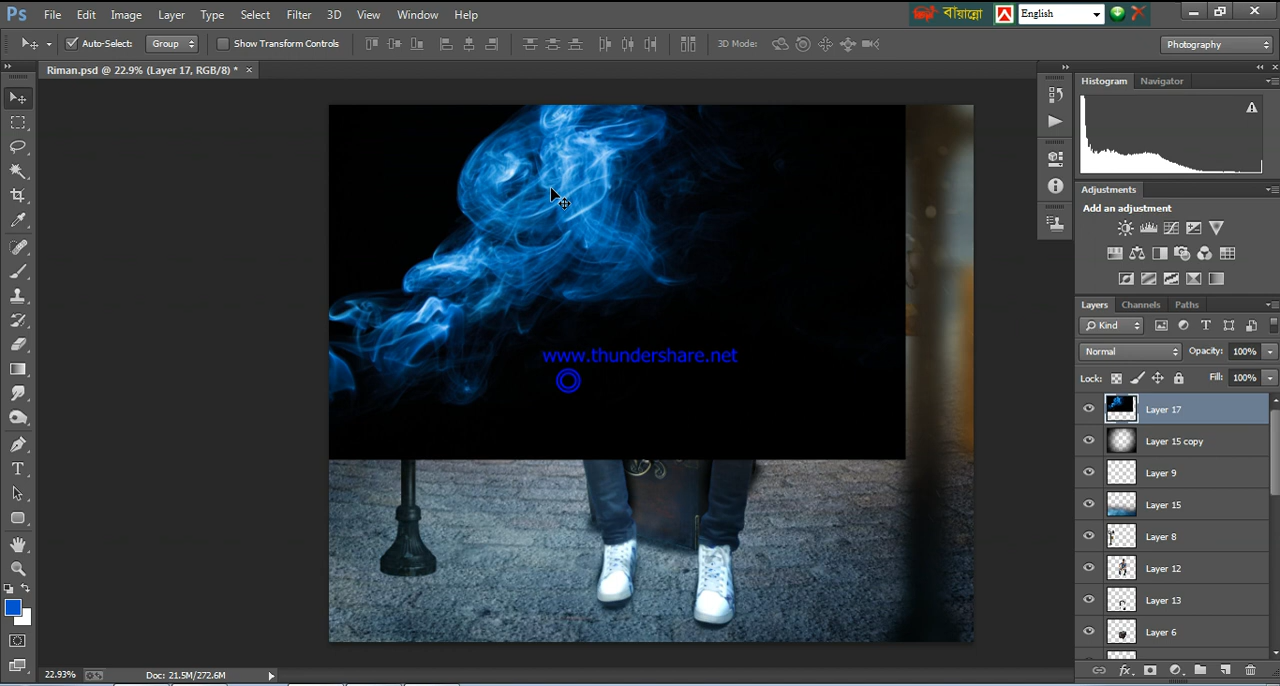 Ps File Edit Image Layer Type Select Filter 3D View Window Help
বায়ান্নো English
Auto-Select: Group Show Transform Controls 3D Mode: Photography
Riman.psd @ 22.9% (Layer 17, RGB/8) *
Histogram Navigator
Adjustments
Add an adjustment
Layers Channels Paths
Kind
Normal Opacity: 100%
Lock: Fill: 100%
Layer 17
Layer 15 copy
Layer 9
Layer 15
Layer 8
Layer 12
Layer 13
Layer 6
www.thundershare.net
22.93% Doc: 21.5M/272.6M